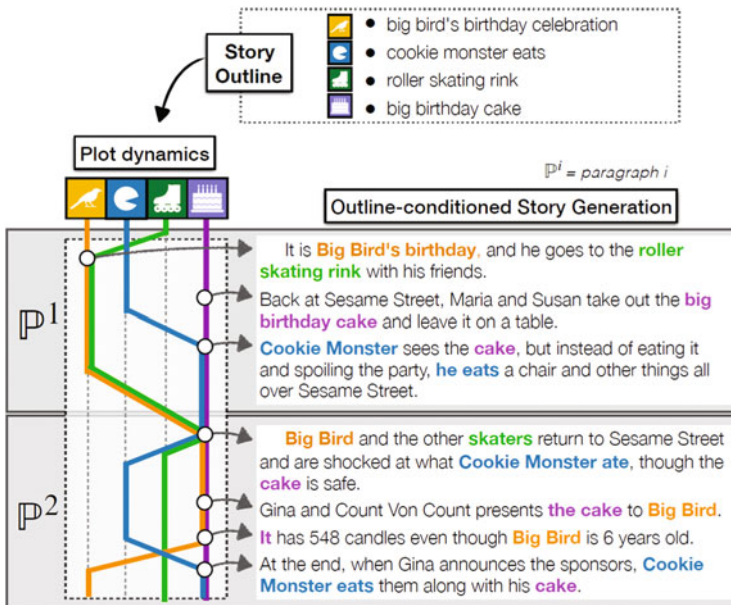 Story
Outline
● big bird's birthday celebration
● cookie monster eats
● roller skating rink
● big birthday cake
Plot dynamics
ℙⁱ = paragraph i
Outline-conditioned Story Generation
ℙ¹
It is Big Bird's birthday, and he goes to the roller
skating rink with his friends.
Back at Sesame Street, Maria and Susan take out the big
birthday cake and leave it on a table.
Cookie Monster sees the cake, but instead of eating it
and spoiling the party, he eats a chair and other things all
over Sesame Street.
ℙ²
Big Bird and the other skaters return to Sesame Street
and are shocked at what Cookie Monster ate, though the
cake is safe.
Gina and Count Von Count presents the cake to Big Bird.
It has 548 candles even though Big Bird is 6 years old.
At the end, when Gina announces the sponsors, Cookie
Monster eats them along with his cake.